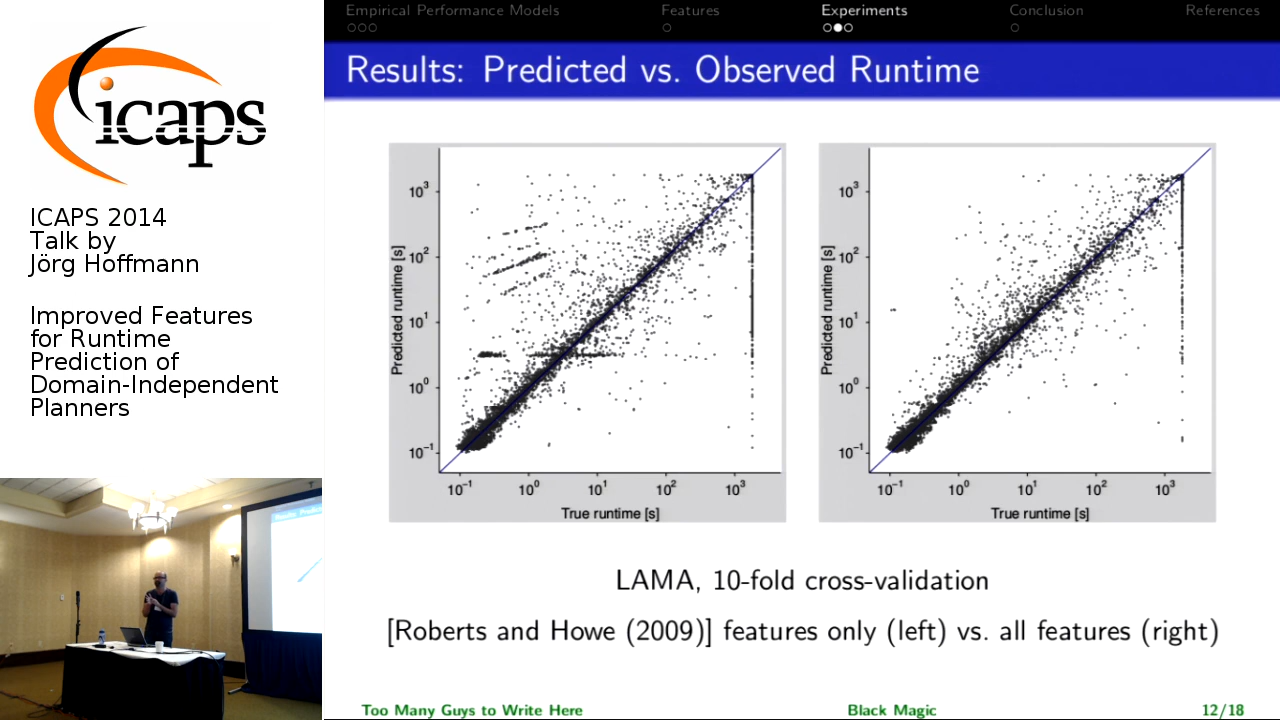 icaps
ICAPS 2014
Talk by
Jörg Hoffmann
Improved Features
for Runtime
Prediction of
Domain-Independent
Planners
Empirical Performance Models
Features
Experiments
Conclusion
References
Results: Predicted vs. Observed Runtime
Predicted runtime [s]
10³
10²
10¹
10⁰
10⁻¹
10⁻¹ 10⁰ 10¹ 10² 10³
True runtime [s]
Predicted runtime [s]
10³
10²
10¹
10⁰
10⁻¹
10⁻¹ 10⁰ 10¹ 10² 10³
True runtime [s]
LAMA, 10-fold cross-validation
[Roberts and Howe (2009)] features only (left) vs. all features (right)
Too Many Guys to Write Here
Black Magic
12/18